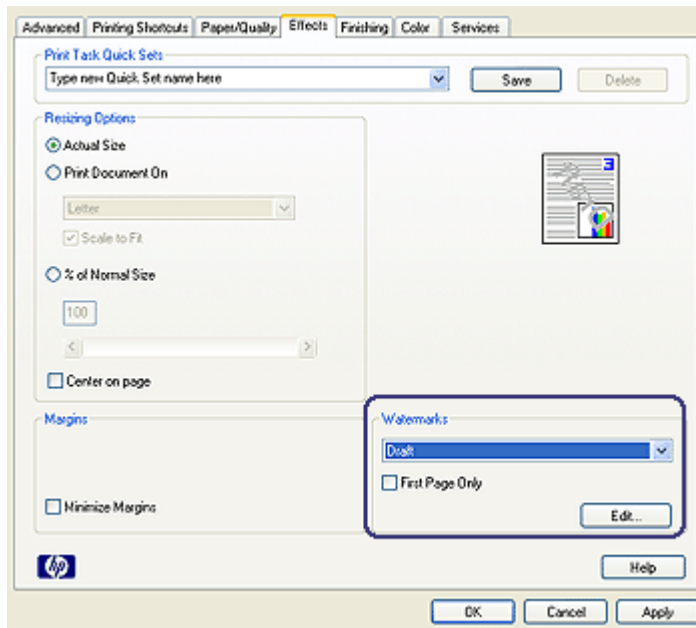 Advanced Printing Shortcuts Paper/Quality Effects Finishing Color Services
Print Task Quick Sets
Type new Quick Set name here Save Delete
Resizing Options
Actual Size
Print Document On
Letter
Scale to Fit
% of Normal Size
100
Center on page
3
Margins
Minimize Margins
Watermarks
Draft
First Page Only
Edit...
hp
Help
OK Cancel Apply